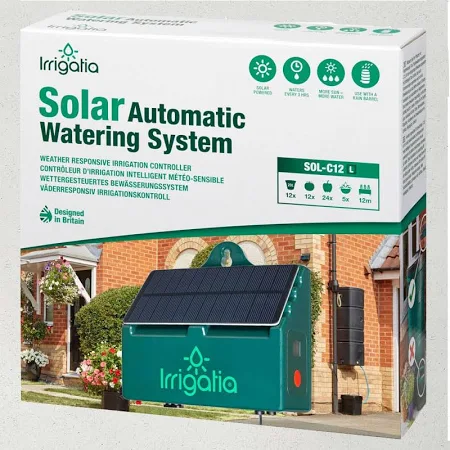 Irrigatia
Solar Automatic
Watering System
WEATHER RESPONSIVE IRRIGATION CONTROLLER
CONTRÔLEUR D'IRRIGATION INTELLIGENT MÉTÉO-SENSIBLE
WETTERGESTEUERTES BEWÄSSERUNGSSYSTEM
VÄDERRESPONSIV IRRIGATIONSKONTROLL
Designed
in Britain
SOLAR
POWERED
WATERS
EVERY 3 HRS
MORE SUN =
MORE WATER
USE WITH A
RAIN BARREL
SOL-C12 L
12x 12x 24x 5x 12m
Irrigatia